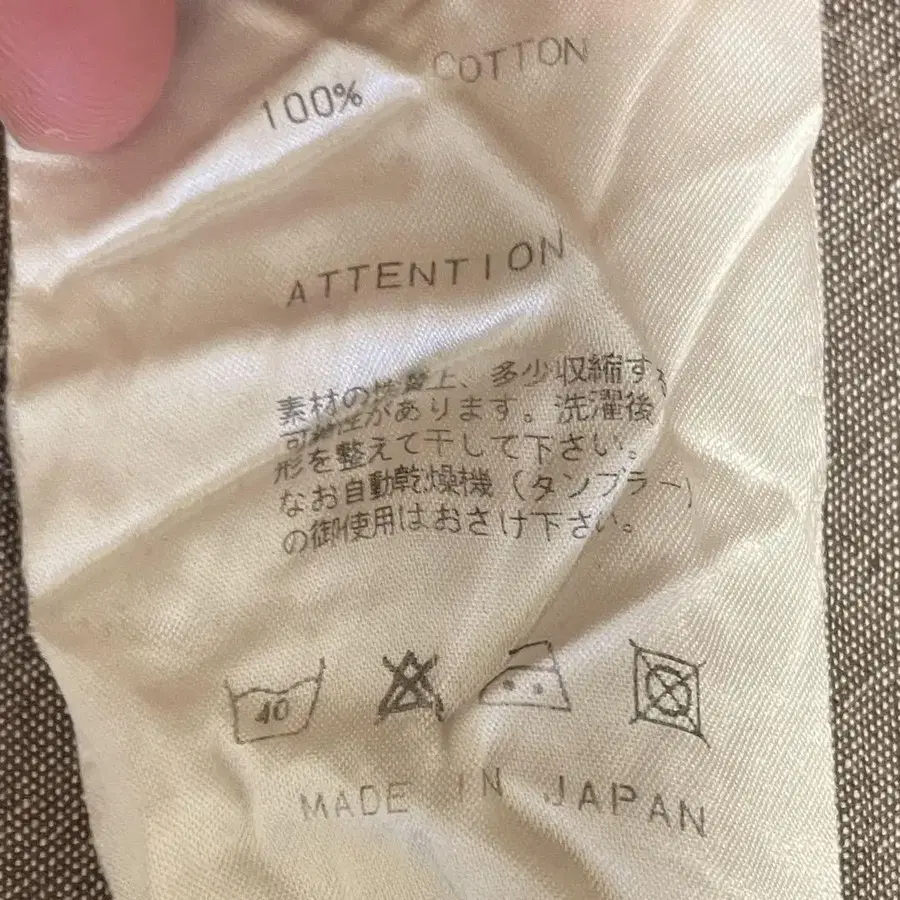 100% COTTON
ATTENTION
素材の性質上、多少収縮する
可能性があります。洗濯後
形を整えて干して下さい。
なお自動乾燥機（タンブラー）
の御使用はおさけ下さい。
40
MADE IN JAPAN